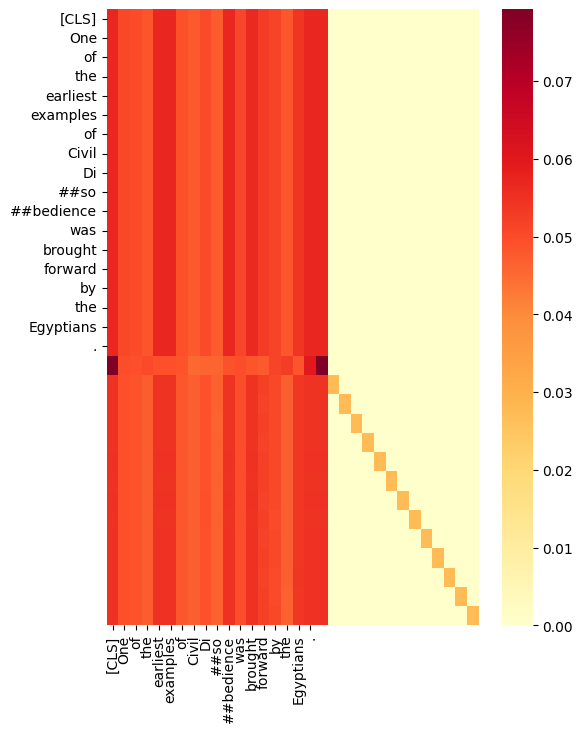 [CLS]
One
of
the
earliest
examples
of
Civil
Di
##so
##bedience
was
brought
forward
by
the
Egyptians
.
0.07
0.06
0.05
0.04
0.03
0.02
0.01
0.00
[CLS]
One
of
the
earliest
examples
of
Civil
Di
##so
##bedience
was
brought
forward
by
the
Egyptians
.